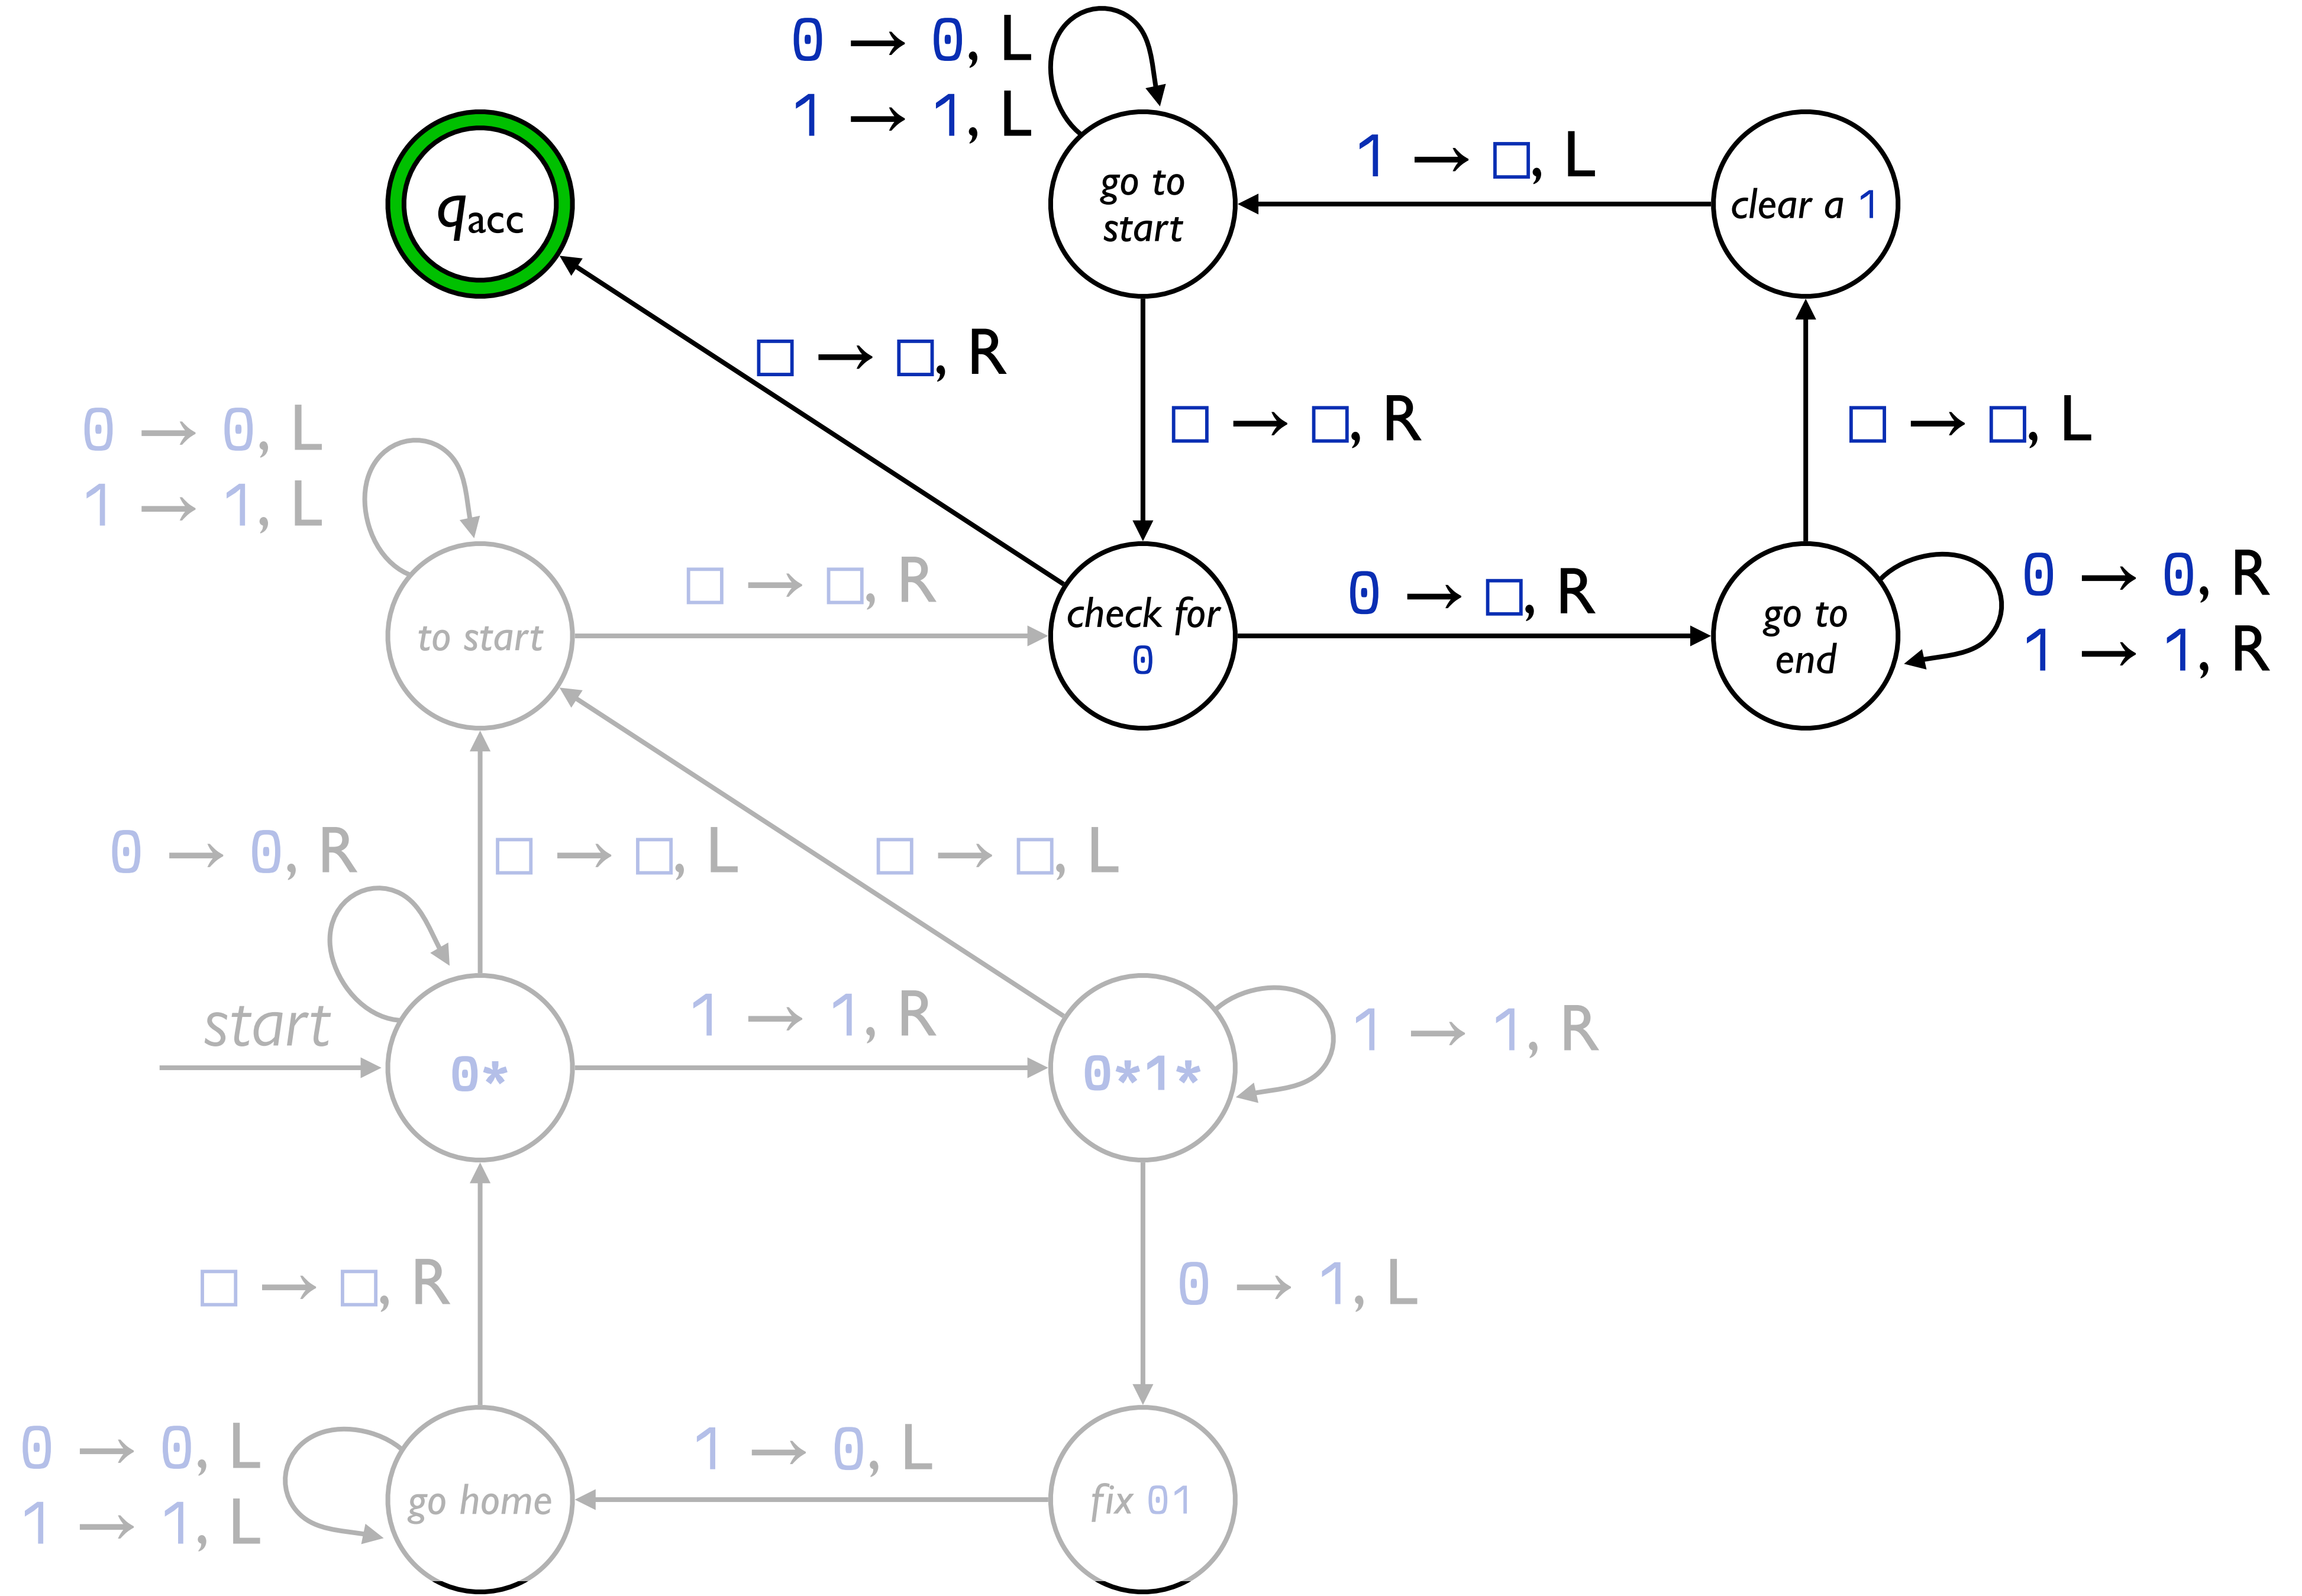 0 → 0, L
1 → 1, L
1 → □, L
qacc
go to
start
clear a 1
□ → □, R
□ → □, R
□ → □, L
0 → 0, L
1 → 1, L
□ → □, R
0 → □, R
0 → 0, R
1 → 1, R
to start
check for
0
go to
end
0 → 0, R
□ → □, L
□ → □, L
start
1 → 1, R
1 → 1, R
0*
0*1*
□ → □, R
0 → 1, L
0 → 0, L
1 → 1, L
1 → 0, L
go home
fix 01